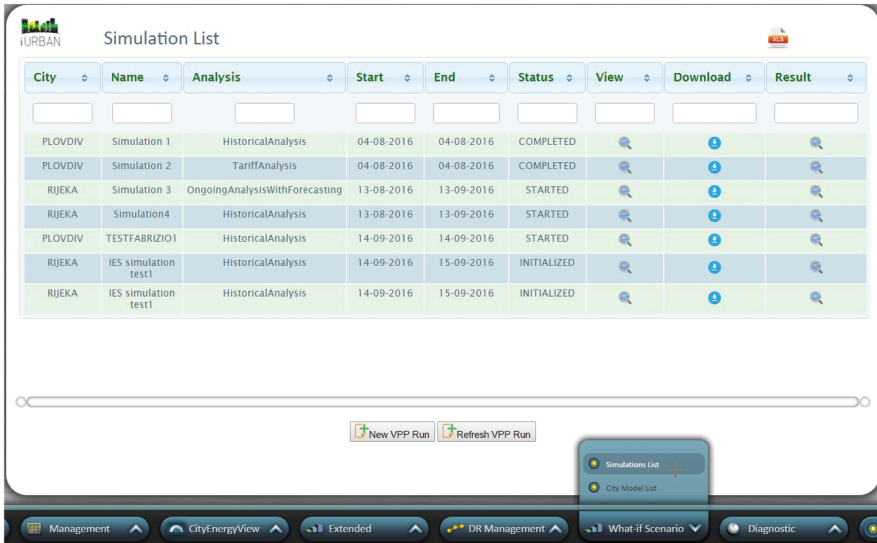 iURBAN
Simulation List
XLS
City Name Analysis Start End Status View Download Result
PLOVDIV Simulation 1 HistoricalAnalysis 04-08-2016 04-08-2016 COMPLETED
PLOVDIV Simulation 2 TariffAnalysis 04-08-2016 04-08-2016 COMPLETED
RIJEKA Simulation 3 OngoingAnalysisWithForecasting 13-08-2016 13-09-2016 STARTED
RIJEKA Simulation4 HistoricalAnalysis 13-08-2016 13-09-2016 STARTED
PLOVDIV TESTFABRIZIO1 HistoricalAnalysis 14-09-2016 14-09-2016 STARTED
RIJEKA IES simulation HistoricalAnalysis 14-09-2016 15-09-2016 INITIALIZED
test1
RIJEKA IES simulation HistoricalAnalysis 14-09-2016 15-09-2016 INITIALIZED
test1
New VPP Run Refresh VPP Run
Simulations List
City Model List
Management CityEnergyView Extended DR Management What-if Scenario Diagnostic